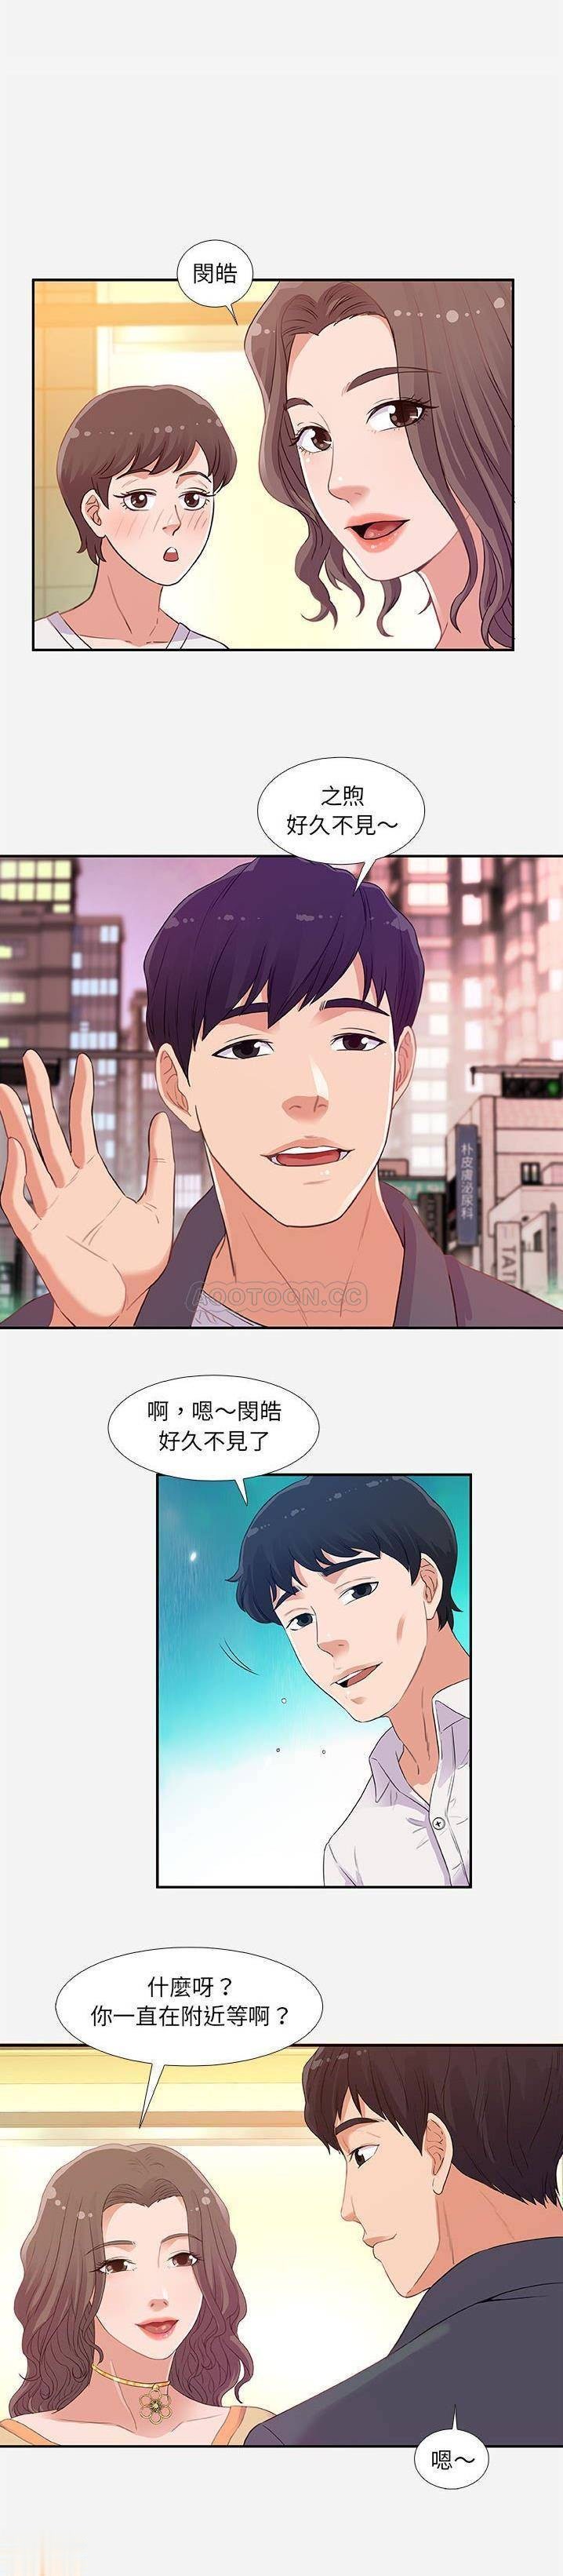 閔皓
之煦
好久不見～
朴皮膚泌尿科
TAT
AOOTOON.CC
啊，嗯～閔皓
好久不見了
什麼呀？
你一直在附近等啊？
嗯～